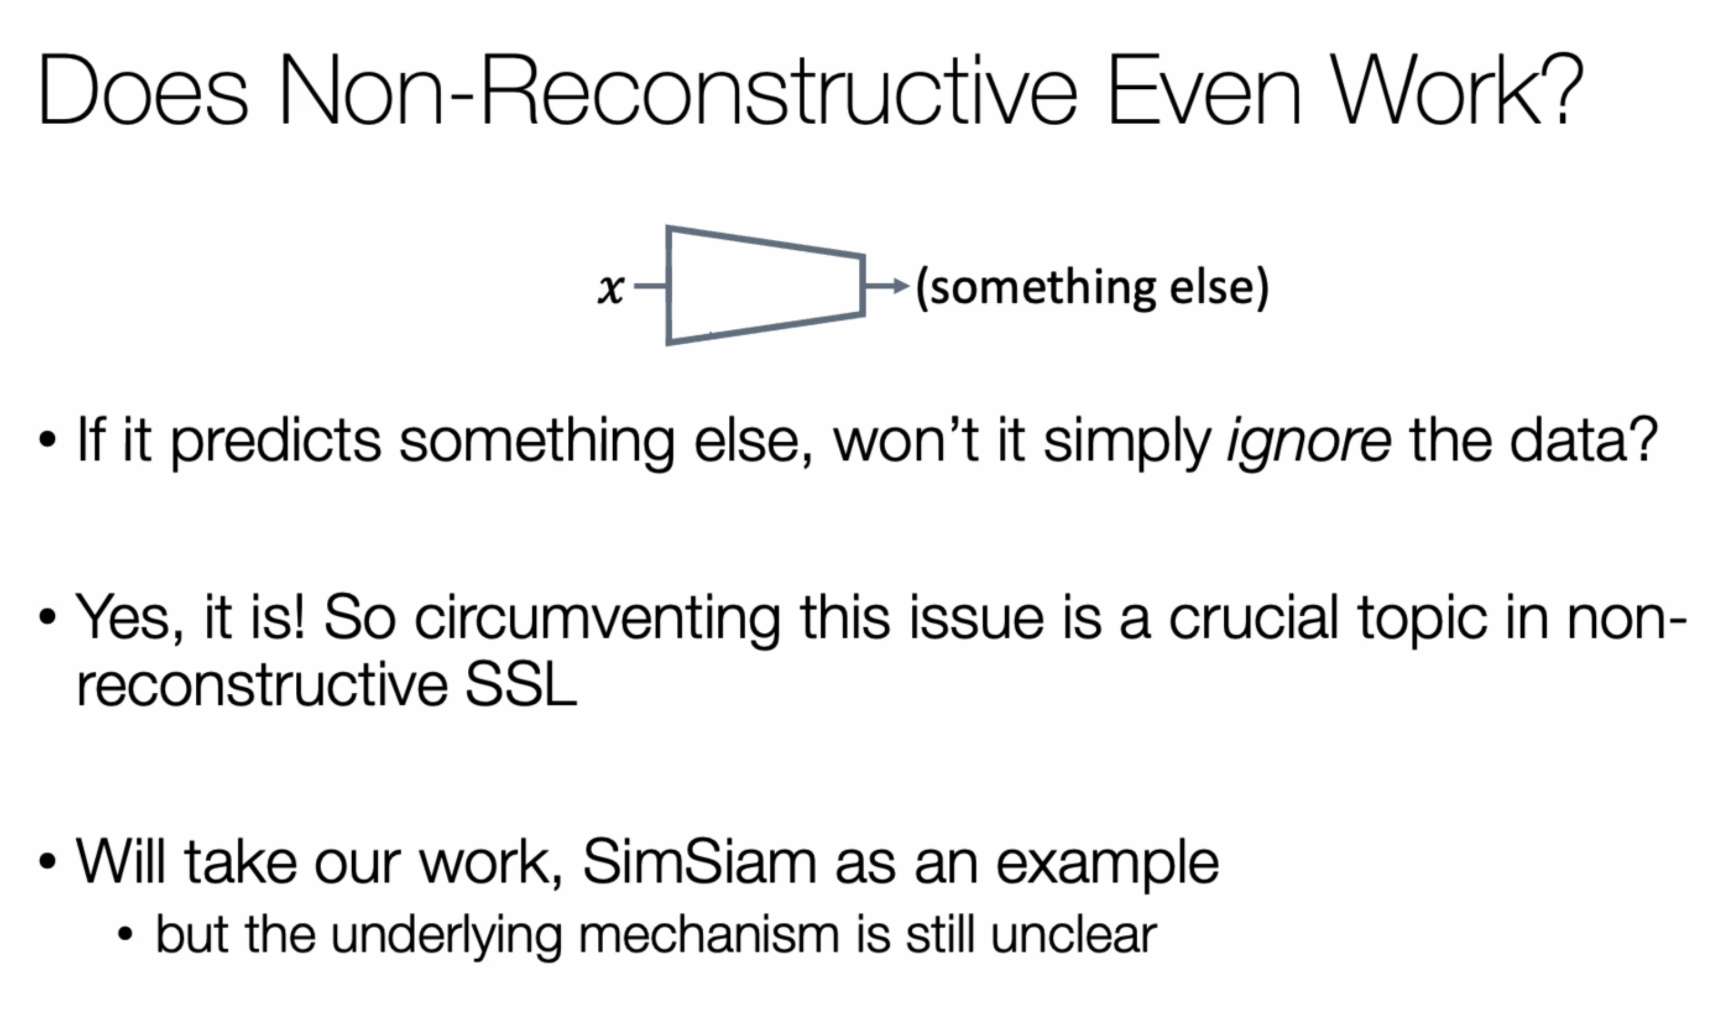 Does Non-Reconstructive Even Work?
x
(something else)
• If it predicts something else, won’t it simply ignore the data?
• Yes, it is! So circumventing this issue is a crucial topic in non-
reconstructive SSL
• Will take our work, SimSiam as an example
• but the underlying mechanism is still unclear